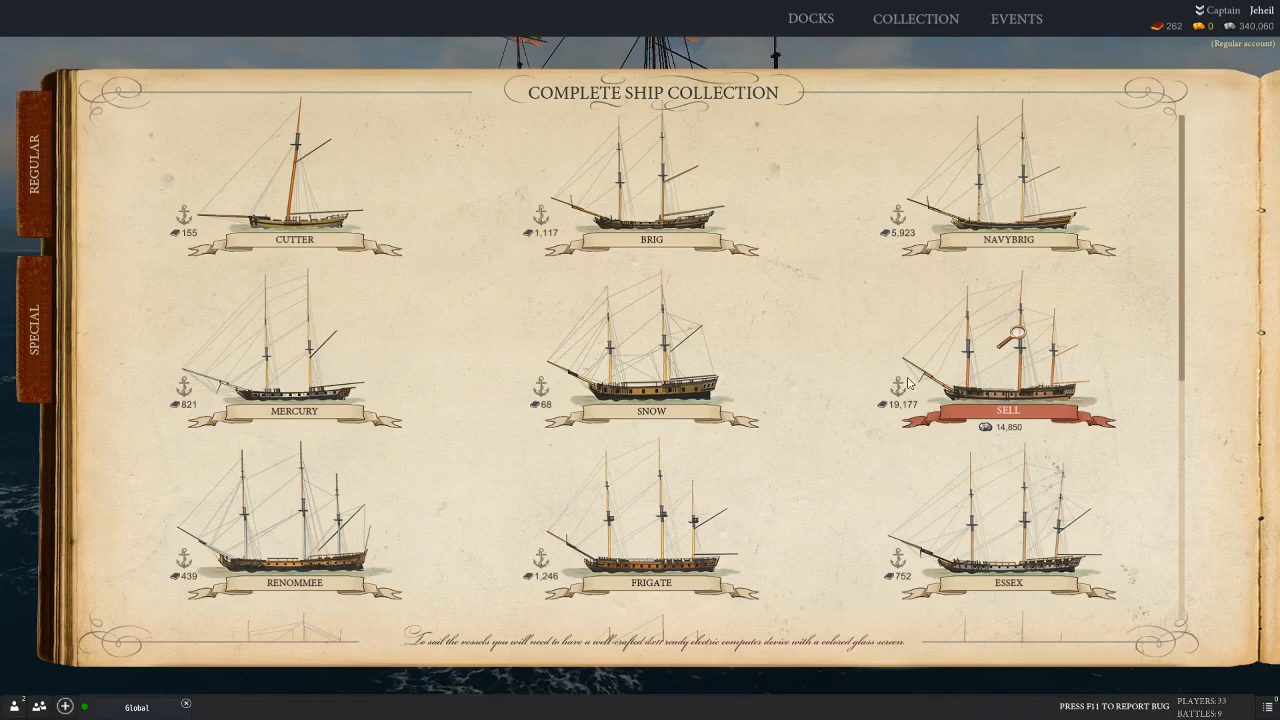 DOCKS
COLLECTION
EVENTS
Captain Jeheil
262 0 340,060
(Regular account)
COMPLETE SHIP COLLECTION
REGULAR
SPECIAL
155
CUTTER
1,117
BRIG
5,923
NAVYBRIG
821
MERCURY
68
SNOW
19,177
SELL
14,850
439
RENOMMEE
1,246
FRIGATE
752
ESSEX
To sail the vessels you will need to have a well-crafted dx11 ready electric computer device with a colored glass screen.
2
Global
PRESS F11 TO REPORT BUG
PLAYERS: 33
BATTLES: 9
0